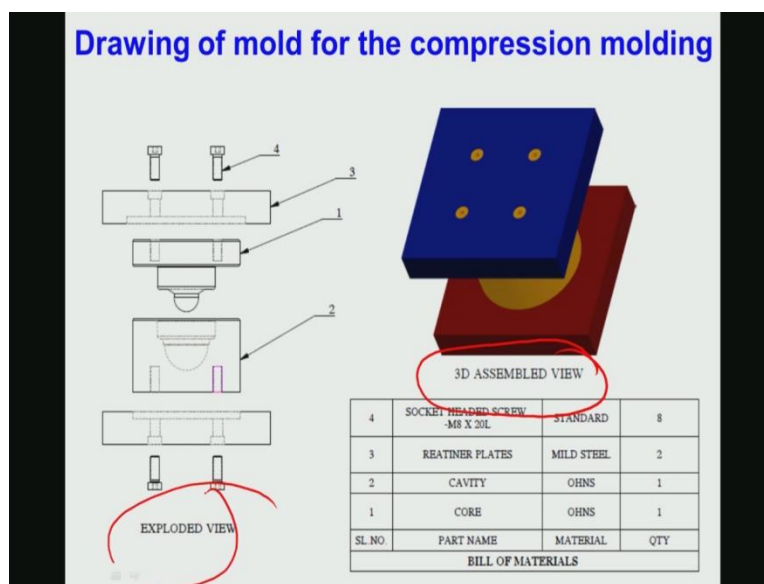 Drawing of mold for the compression molding
4
3
1
2
EXPLODED VIEW
3D ASSEMBLED VIEW
4 SOCKET HEADED SCREW -M8 X 20L STANDARD 8
3 REATINER PLATES MILD STEEL 2
2 CAVITY OHNS 1
1 CORE OHNS 1
SL.NO. PART NAME MATERIAL QTY
BILL OF MATERIALS